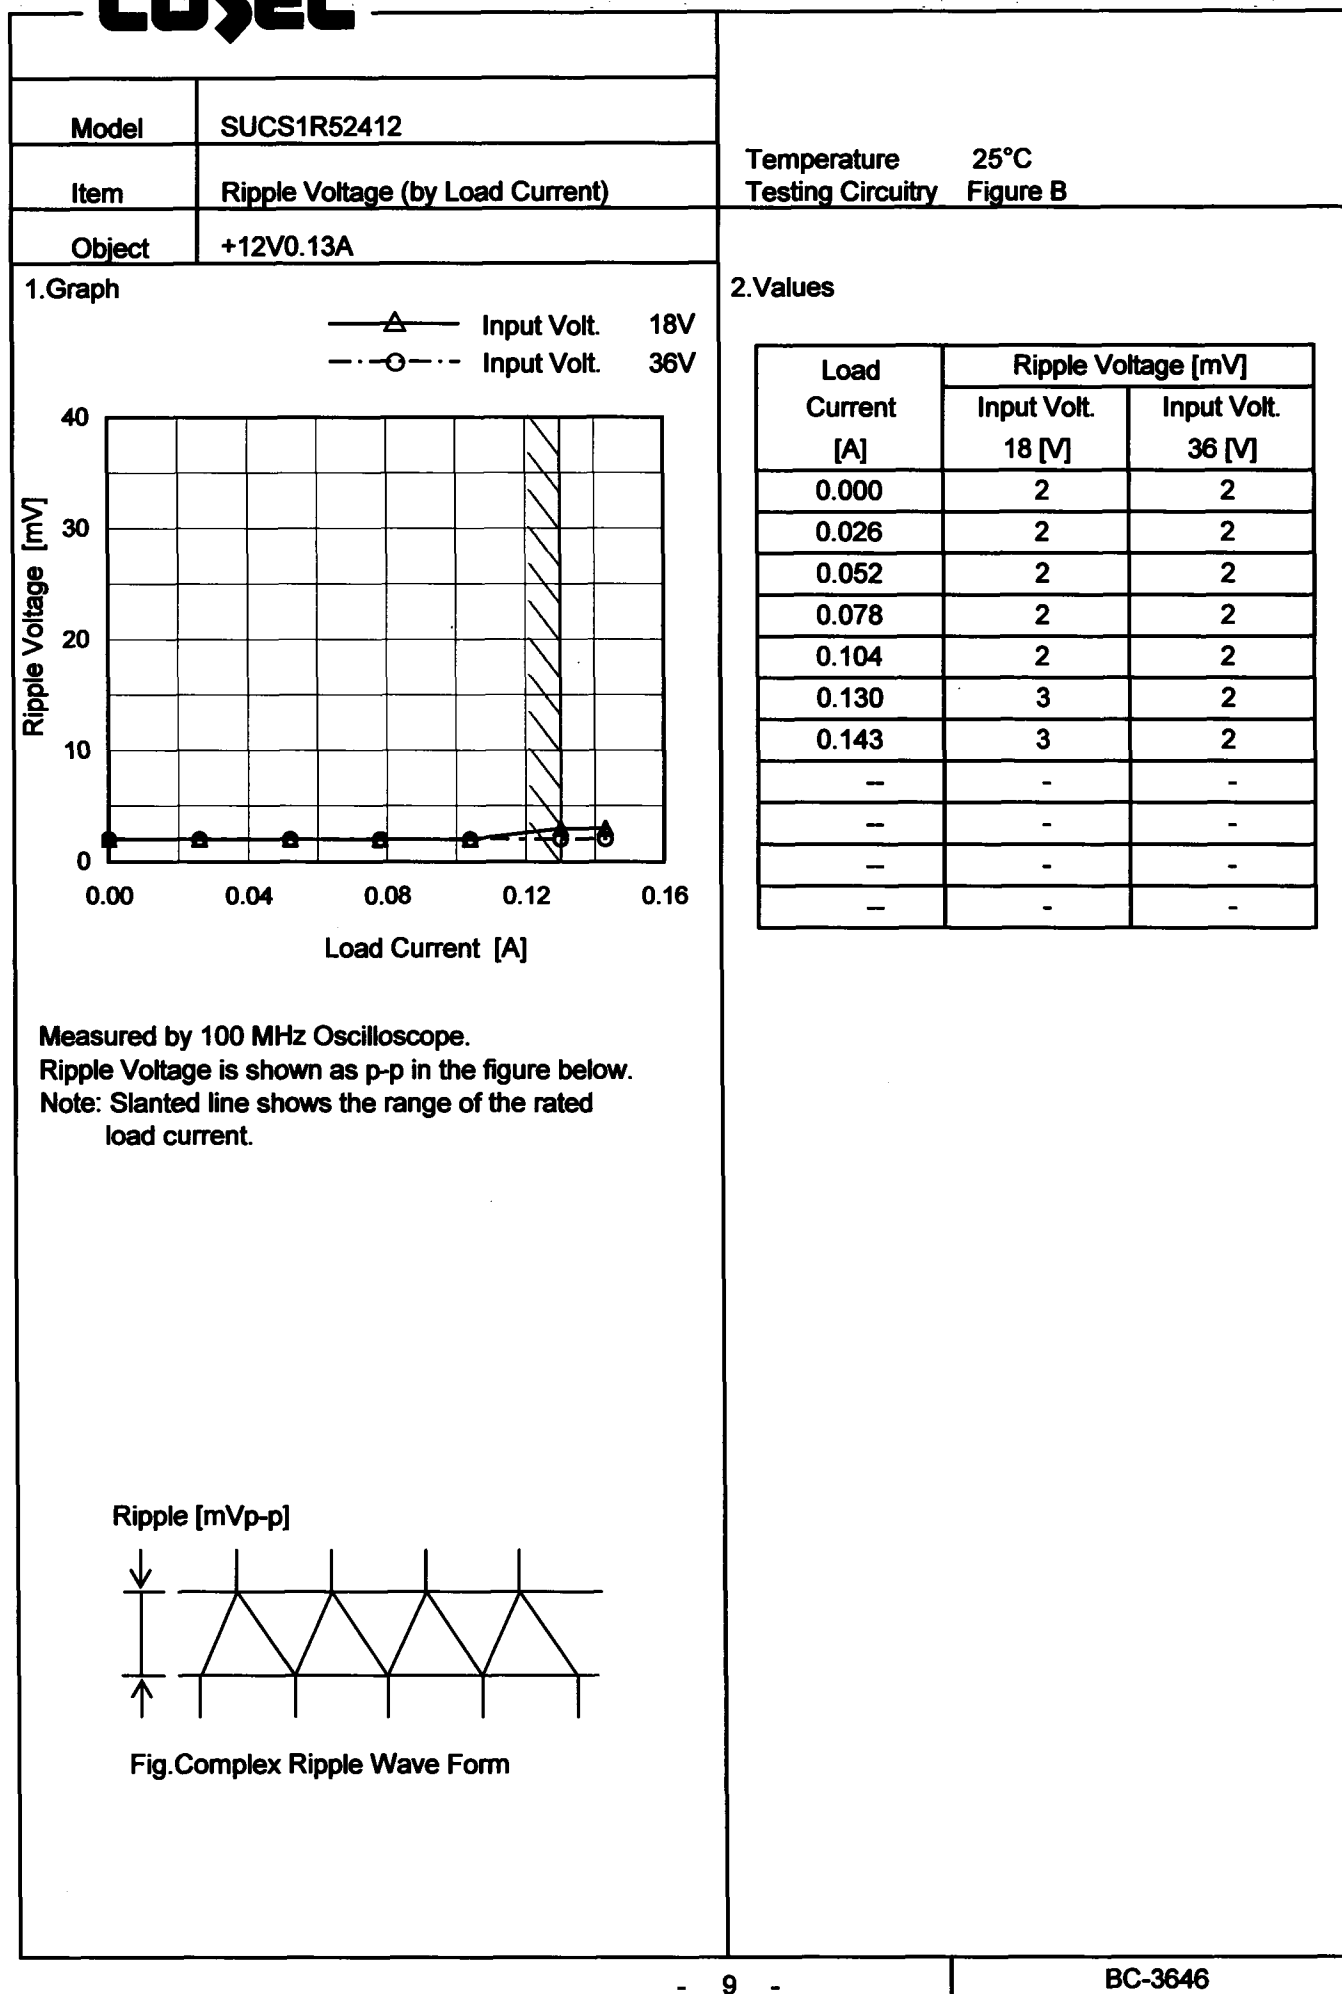 COSEL
Model SUCS1R52412
Item Ripple Voltage (by Load Current)
Object +12V0.13A
Temperature 25°C
Testing Circuitry Figure B
1.Graph
Input Volt. 18V
Input Volt. 36V
Ripple Voltage [mV]
40
30
20
10
0
0.00 0.04 0.08 0.12 0.16
Load Current [A]
Measured by 100 MHz Oscilloscope.
Ripple Voltage is shown as p-p in the figure below.
Note: Slanted line shows the range of the rated
load current.
Ripple [mVp-p]
Fig.Complex Ripple Wave Form
2.Values
Load Ripple Voltage [mV]
Current Input Volt. Input Volt.
[A] 18 [V] 36 [V]
0.000 2 2
0.026 2 2
0.052 2 2
0.078 2 2
0.104 2 2
0.130 3 2
0.143 3 2
-- - -
-- - -
-- - -
-- - -
- 9 -
BC-3646